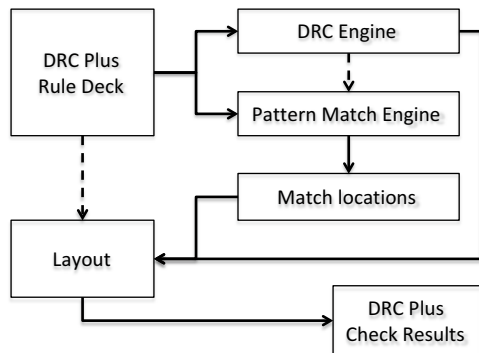 DRC Plus
Rule Deck
DRC Engine
Pattern Match Engine
Match locations
Layout
DRC Plus
Check Results